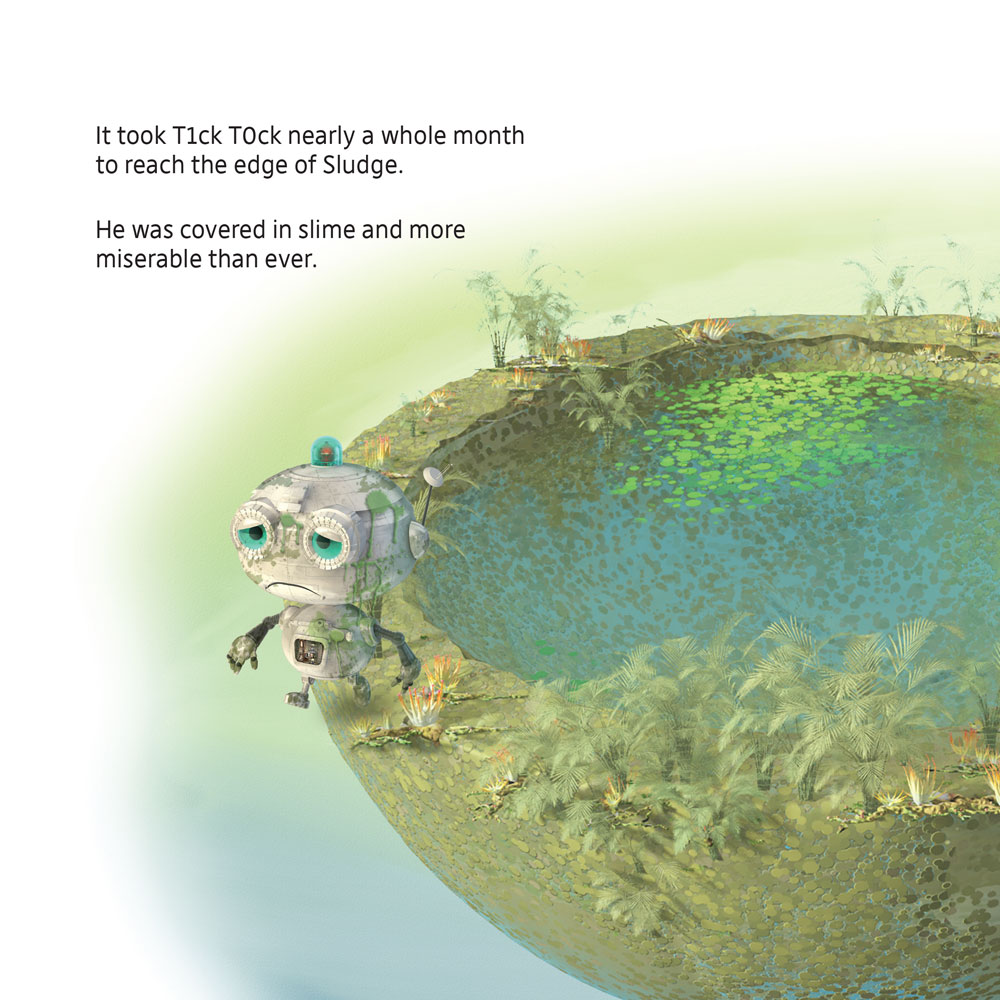 It took T1ck T0ck nearly a whole month
to reach the edge of Sludge.
He was covered in slime and more
miserable than ever.